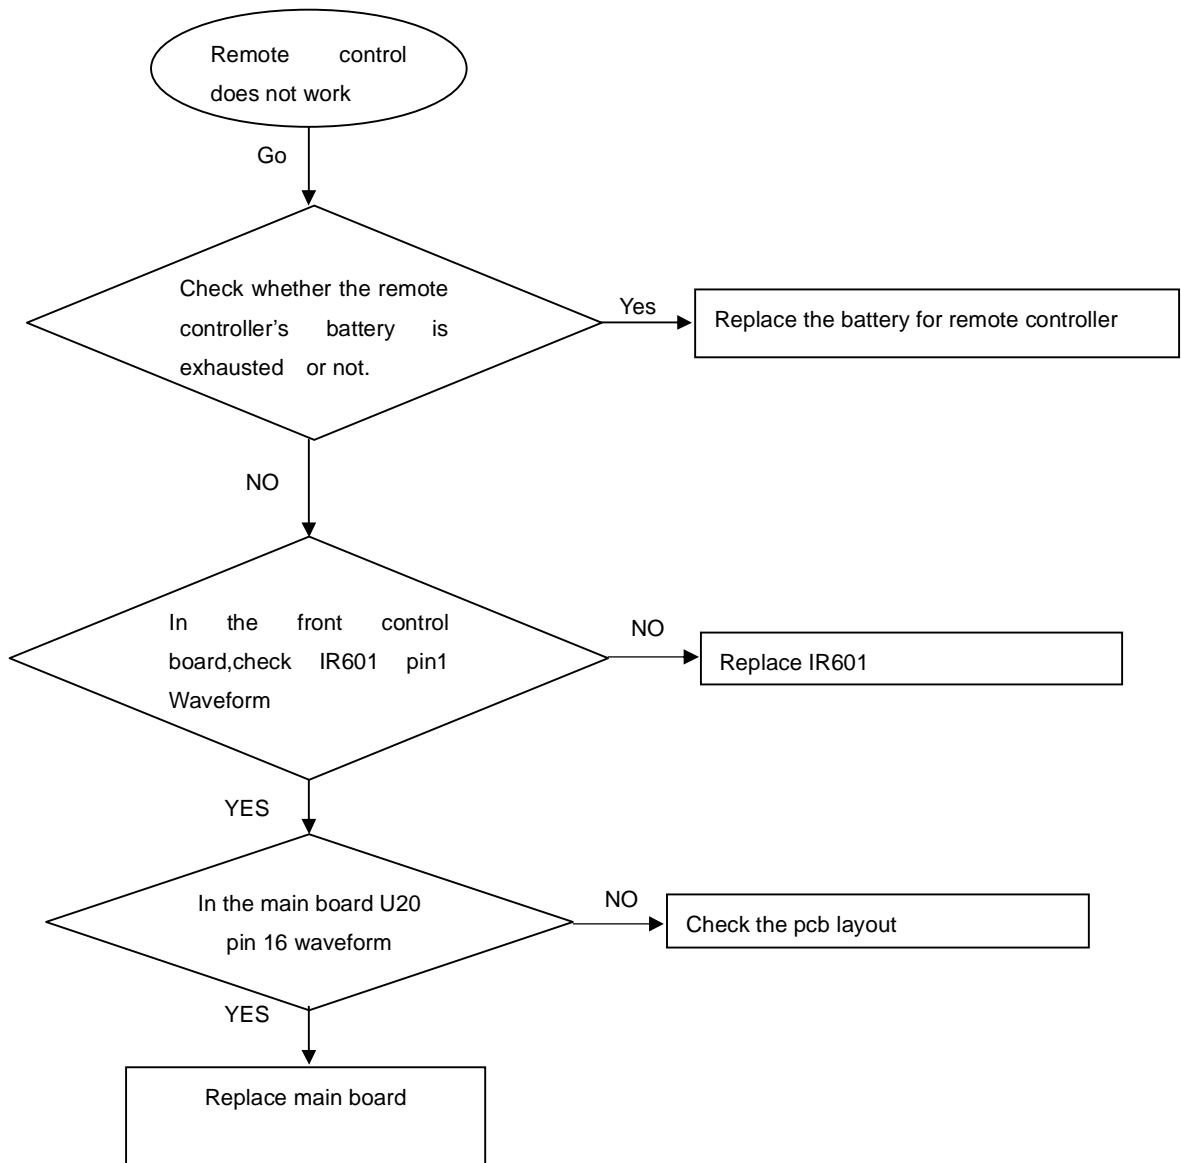 Remote control
does not work
Go
Check whether the remote
controller’s battery is
exhausted or not.
Yes
Replace the battery for remote controller
NO
In the front control
board,check IR601 pin1
Waveform
NO
Replace IR601
YES
In the main board U20
pin 16 waveform
NO
Check the pcb layout
YES
Replace main board